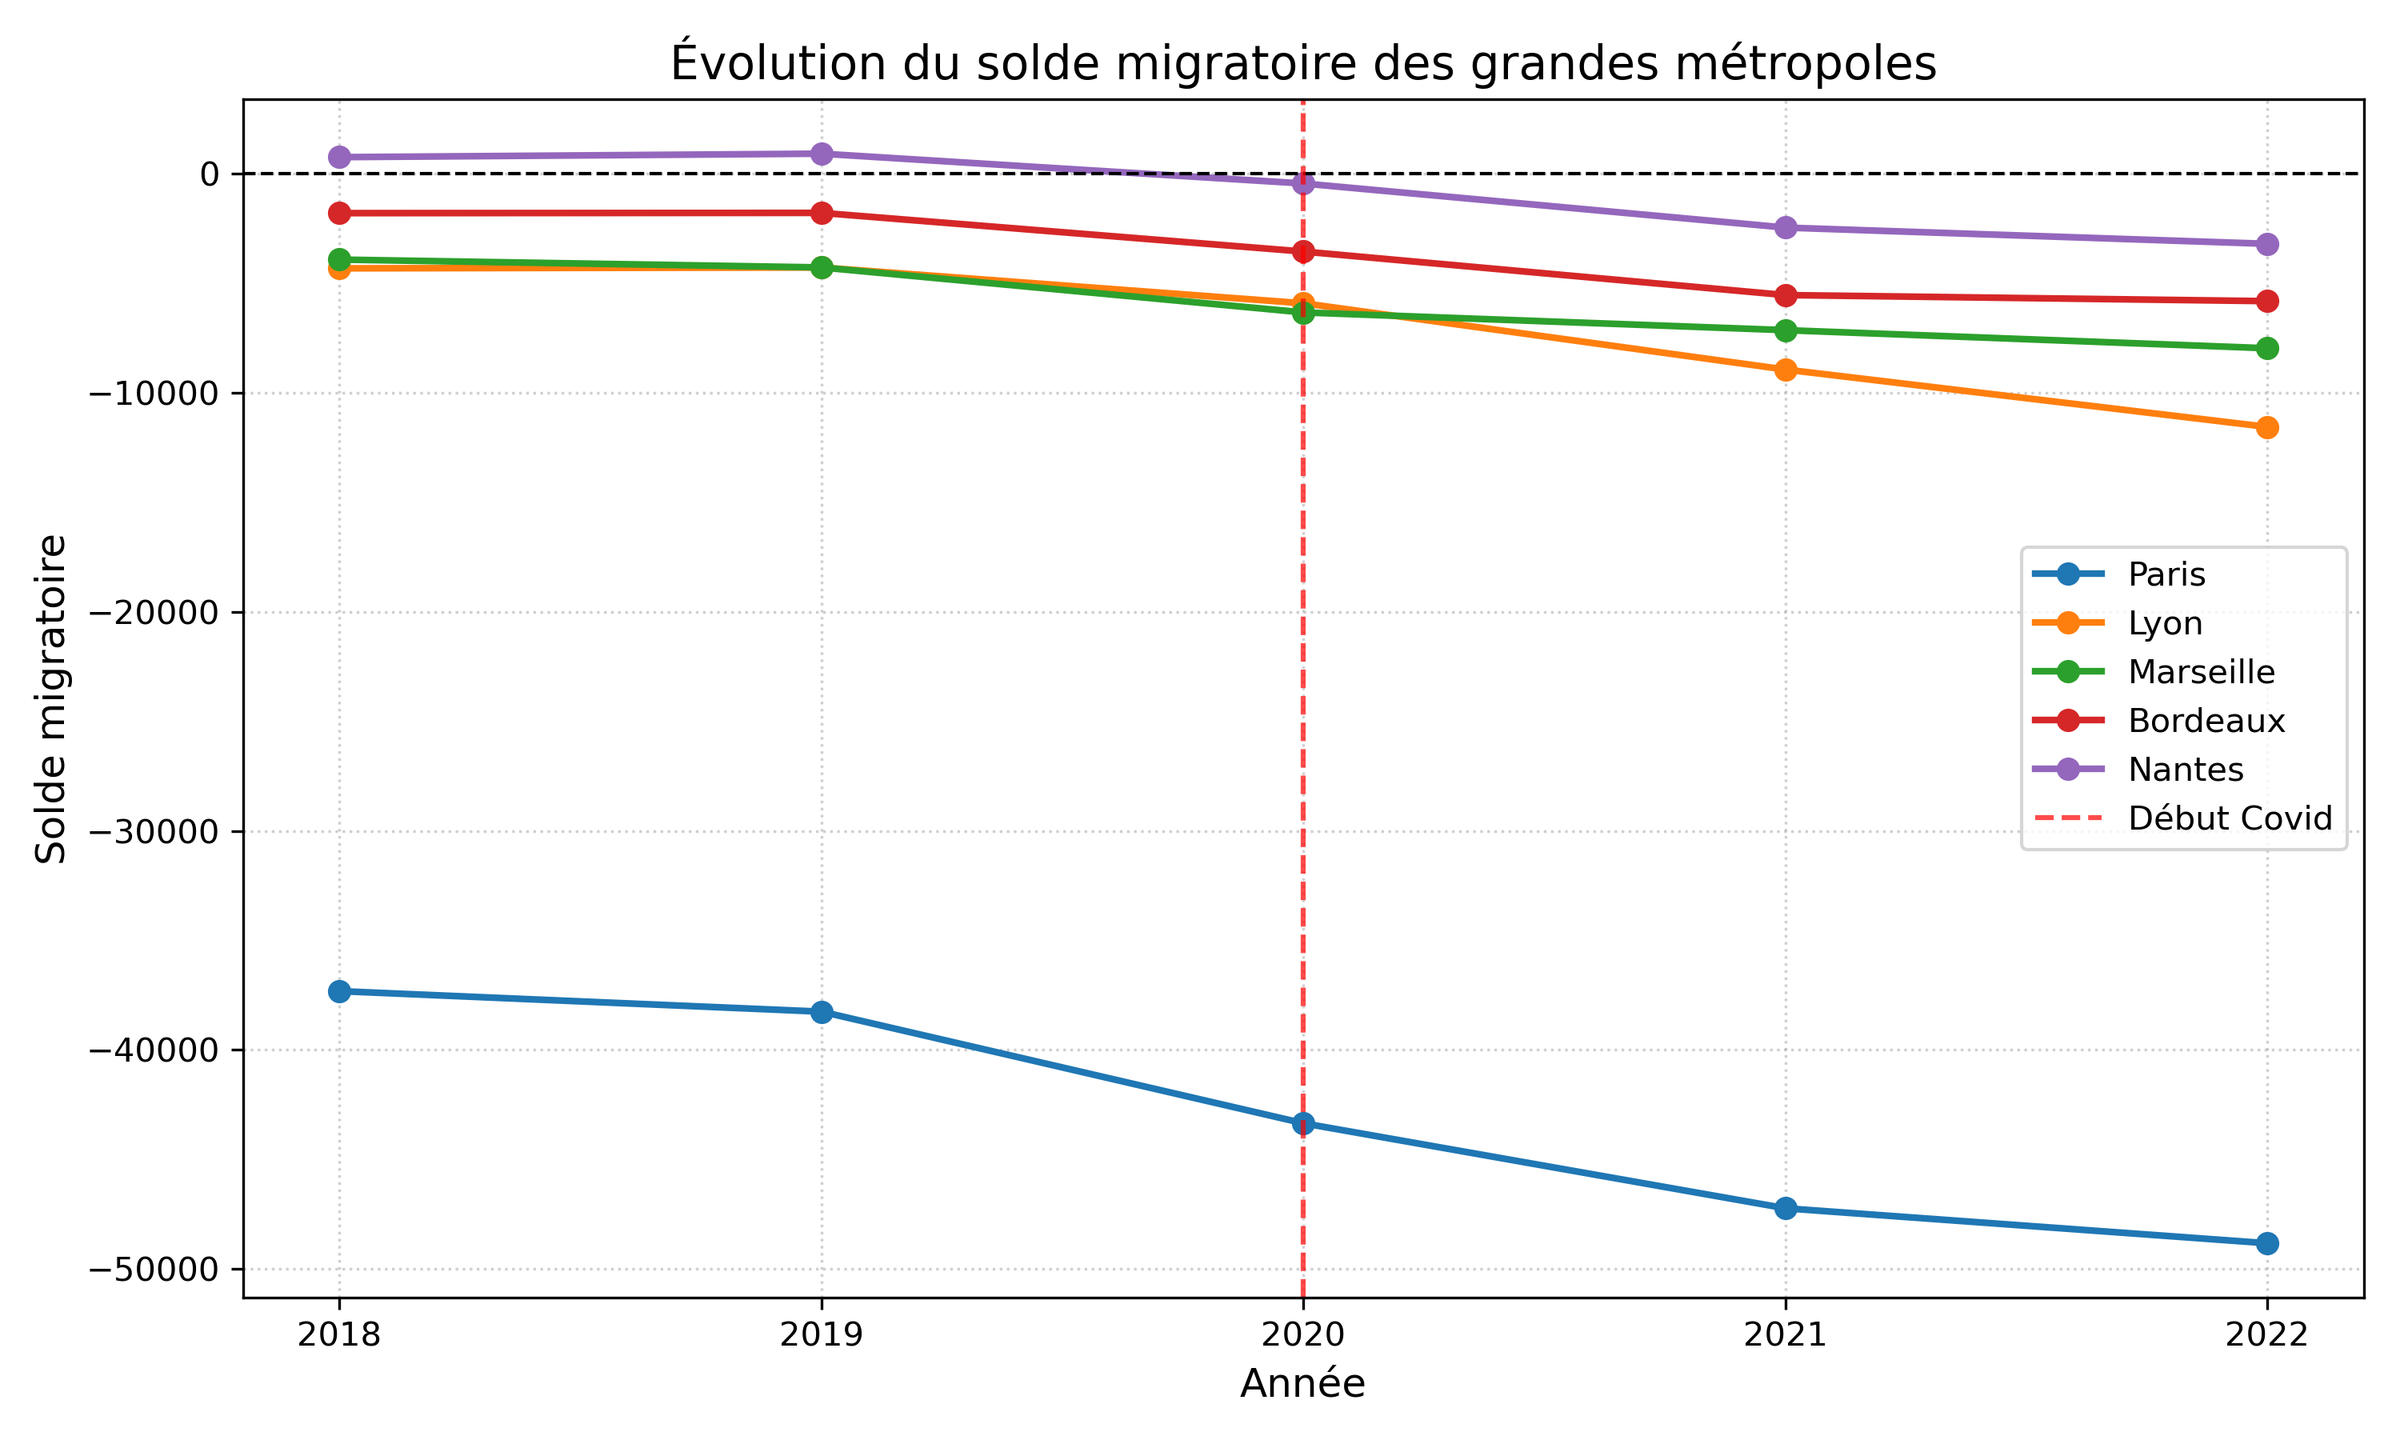 Évolution du solde migratoire des grandes métropoles
Solde migratoire
0
−10000
−20000
−30000
−40000
−50000
Paris
Lyon
Marseille
Bordeaux
Nantes
Début Covid
2018 2019 2020 2021 2022
Année